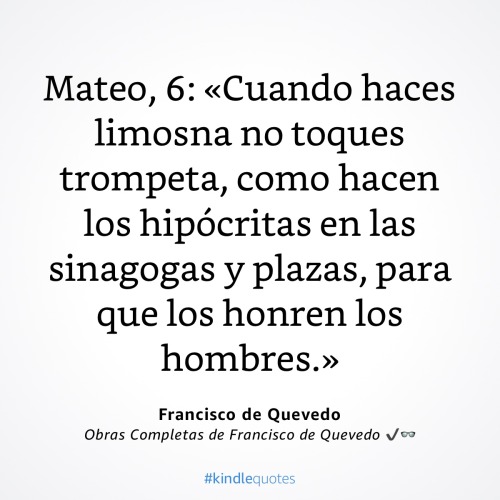 Mateo, 6: «Cuando haces
limosna no toques
trompeta, como hacen
los hipócritas en las
sinagogas y plazas, para
que los honren los
hombres.»
Francisco de Quevedo
Obras Completas de Francisco de Quevedo ✔👓
#kindlequotes